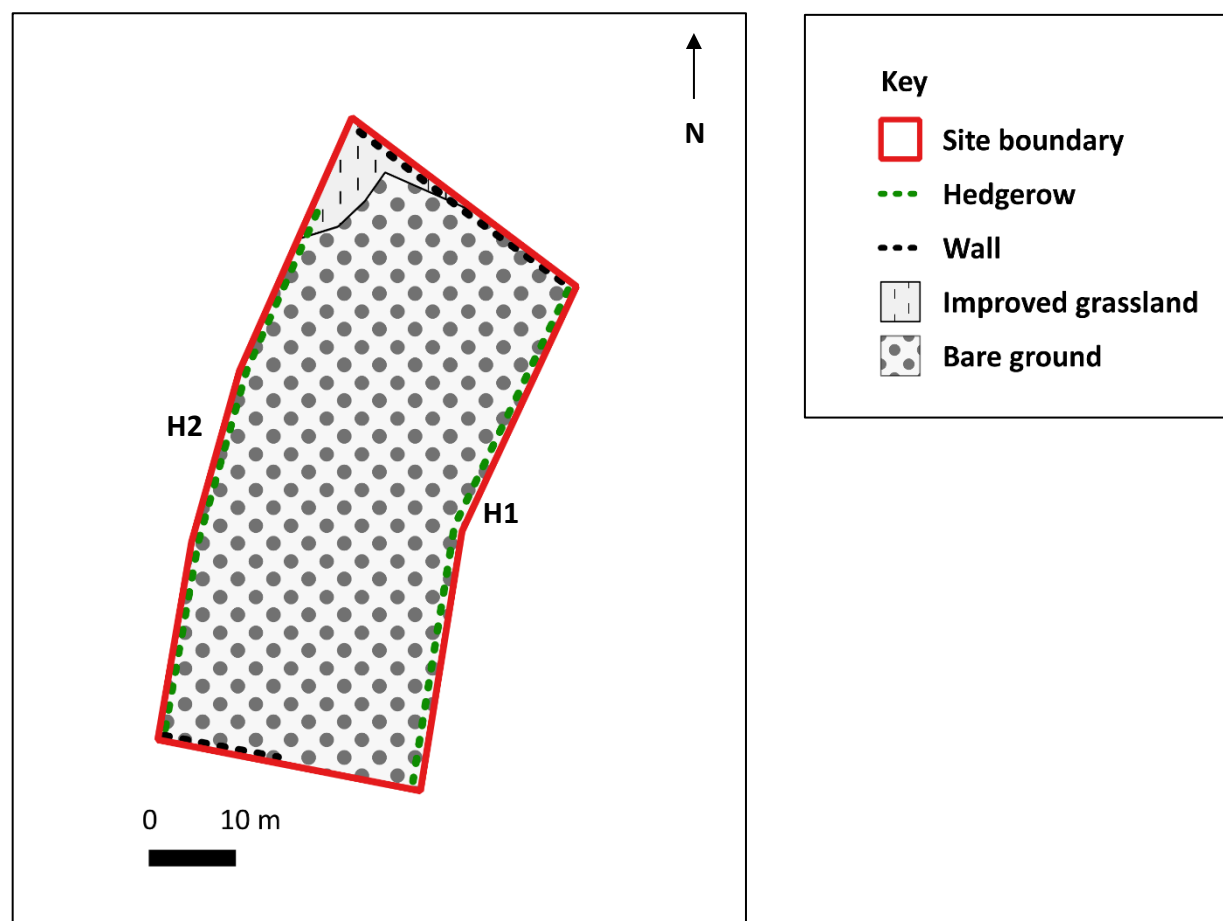 N
H2
H1
0 10 m
Key
Site boundary
Hedgerow
Wall
Improved grassland
Bare ground